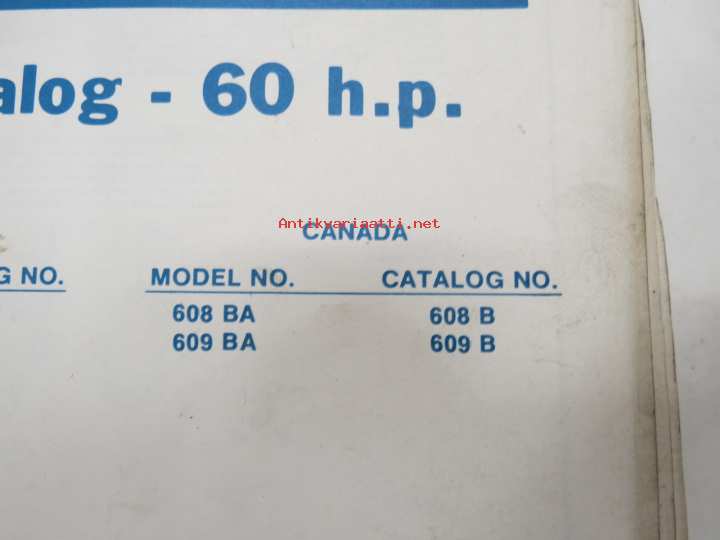 alog - 60 h.p.
Antikvariaatti.net
CANADA
G NO. MODEL NO. CATALOG NO.
608 BA 608 B
609 BA 609 B